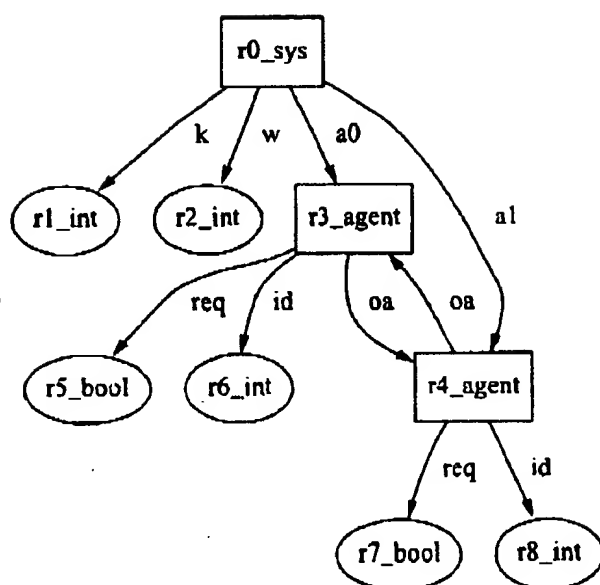 r0_sys
k w a0
r1_int r2_int r3_agent a1
req id oa oa
r5_bool r6_int r4_agent
req id
r7_bool r8_int